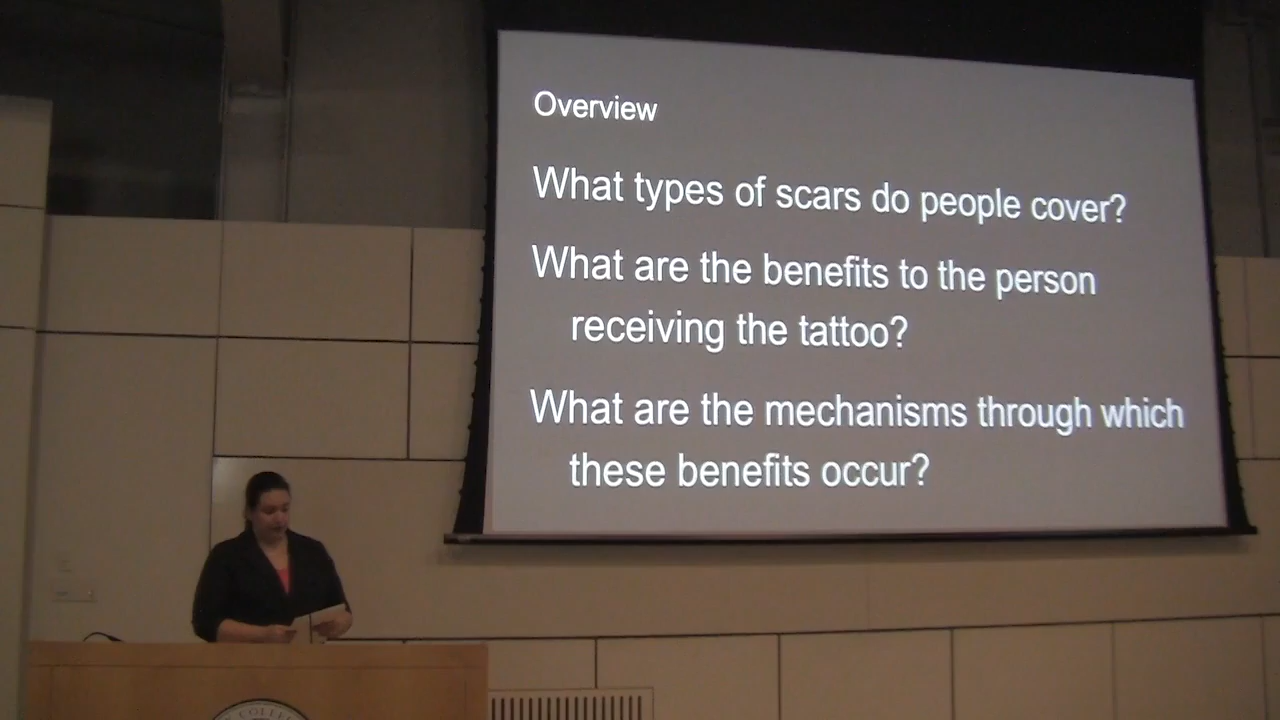 Overview
What types of scars do people cover?
What are the benefits to the person
receiving the tattoo?
What are the mechanisms through which
these benefits occur?